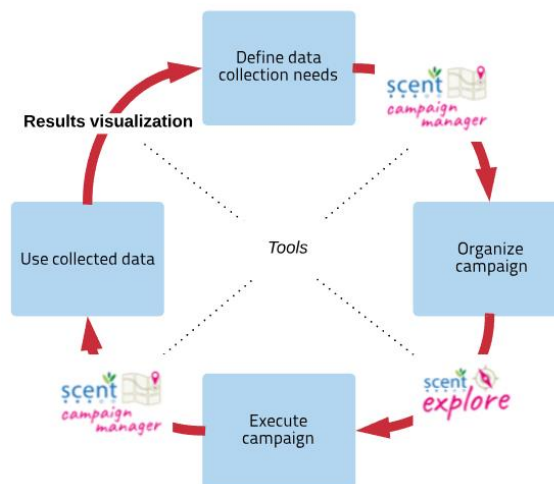 Define data
collection needs
scent
campaign
manager
Results visualization
Use collected data
Tools
Organize
campaign
scent
campaign
manager
scent
explore
Execute
campaign